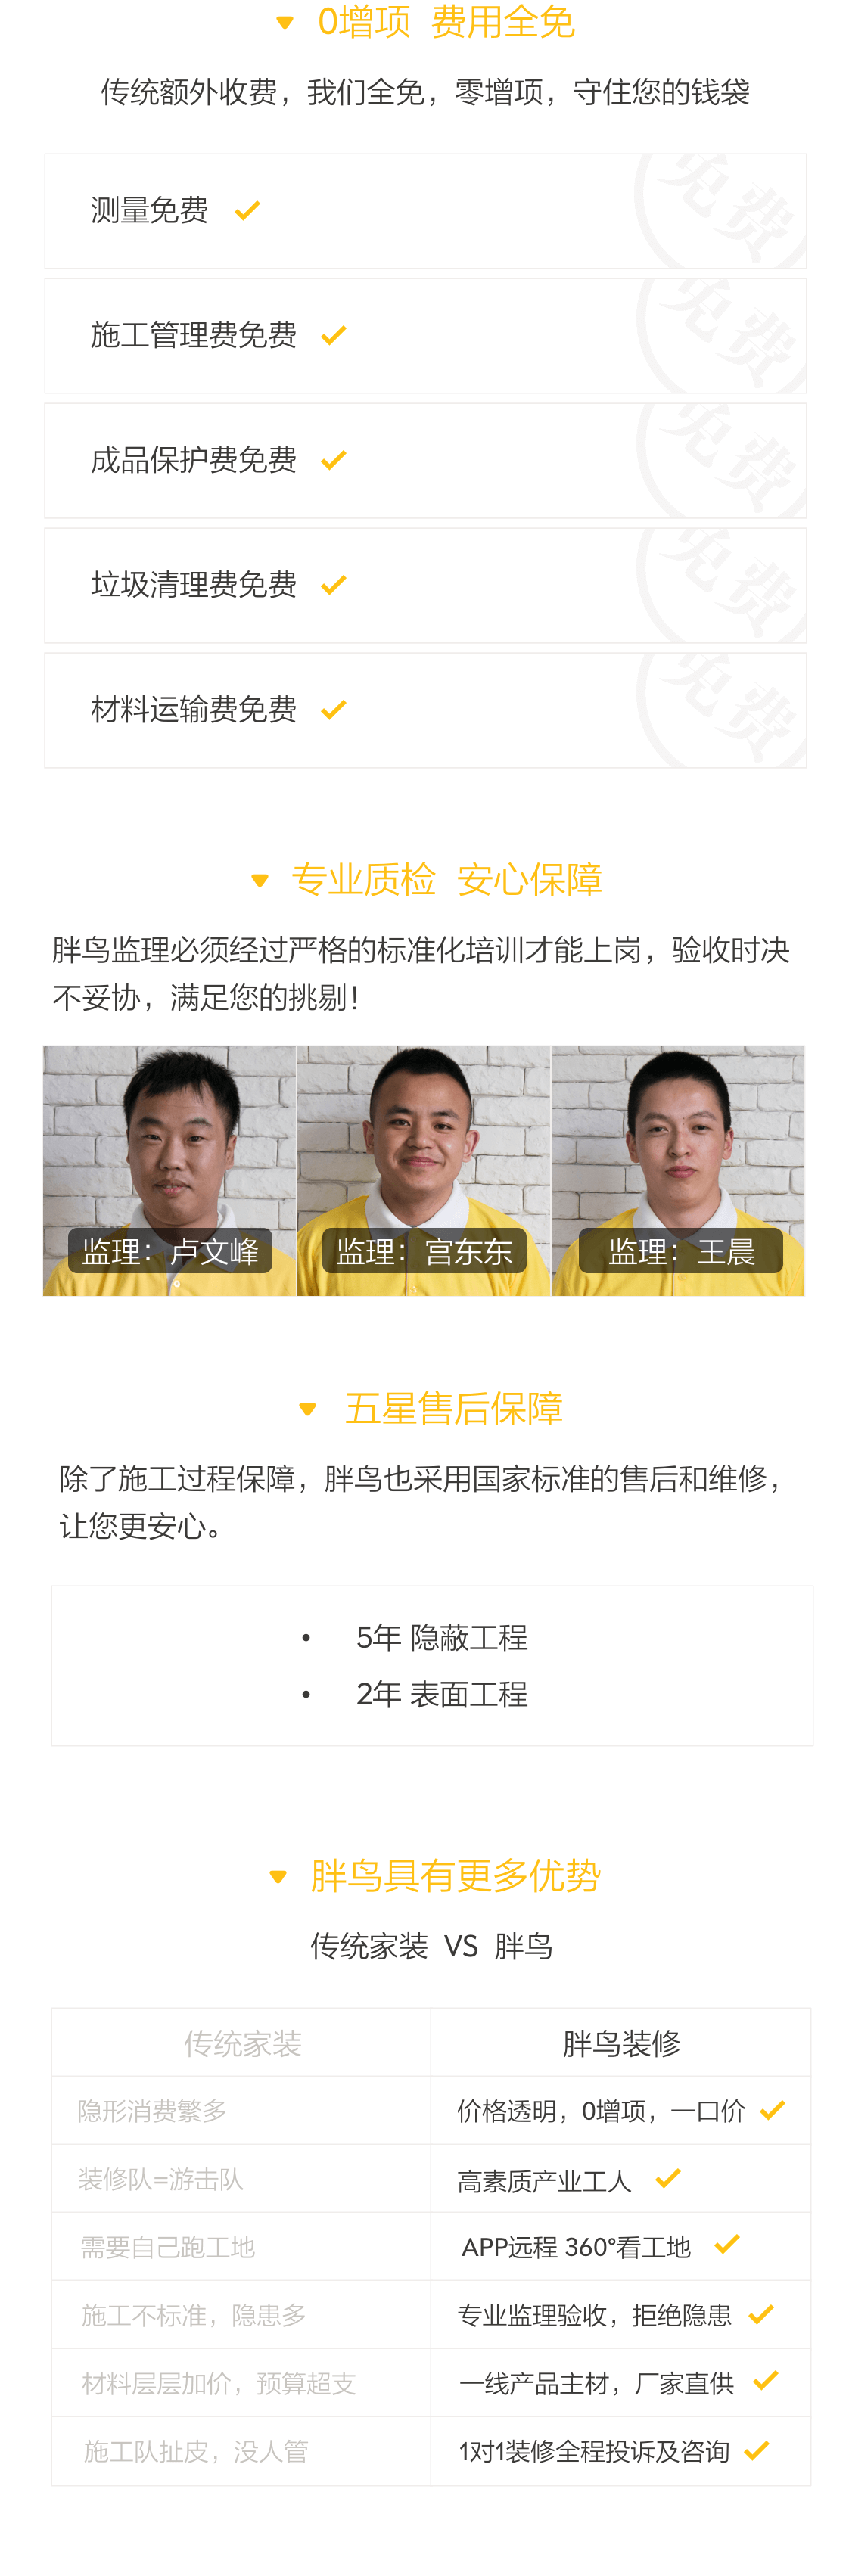 0增项 费用全免
传统额外收费，我们全免，零增项，守住您的钱袋
测量免费
免费
施工管理费免费
免费
成品保护费免费
免费
垃圾清理费免费
免费
材料运输费免费
免费
专业质检 安心保障
胖鸟监理必须经过严格的标准化培训才能上岗，验收时决
不妥协，满足您的挑剔！
监理：卢文峰
监理：宫东东
监理：王晨
五星售后保障
除了施工过程保障，胖鸟也采用国家标准的售后和维修，
让您更安心。
• 5年 隐蔽工程
• 2年 表面工程
胖鸟具有更多优势
传统家装 VS 胖鸟
传统家装 胖鸟装修
隐形消费繁多 价格透明，0增项，一口价
装修队=游击队 高素质产业工人
需要自己跑工地 APP远程 360°看工地
施工不标准，隐患多 专业监理验收，拒绝隐患
材料层层加价，预算超支 一线产品主材，厂家直供
施工队扯皮，没人管 1对1装修全程投诉及咨询